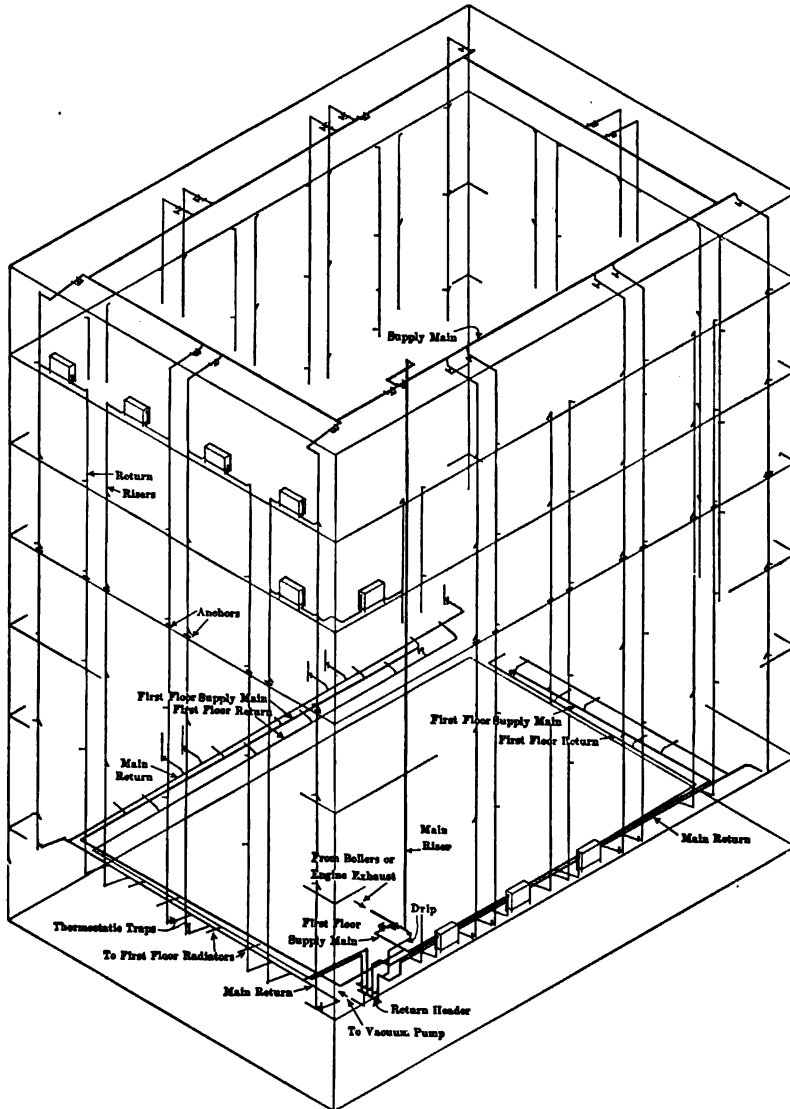 Supply Main
Return
Risers
Anchors
First Floor Supply Main
First Floor Return
First Floor Supply Main
First Floor Return
Main
Return
Main
Riser
Main Return
From Boilers or
Engine Exhaust
Drip
First Floor
Supply Main
Thermostatic Traps
To First Floor Radiators
Main Return
Return Header
To Vacuux. Pump